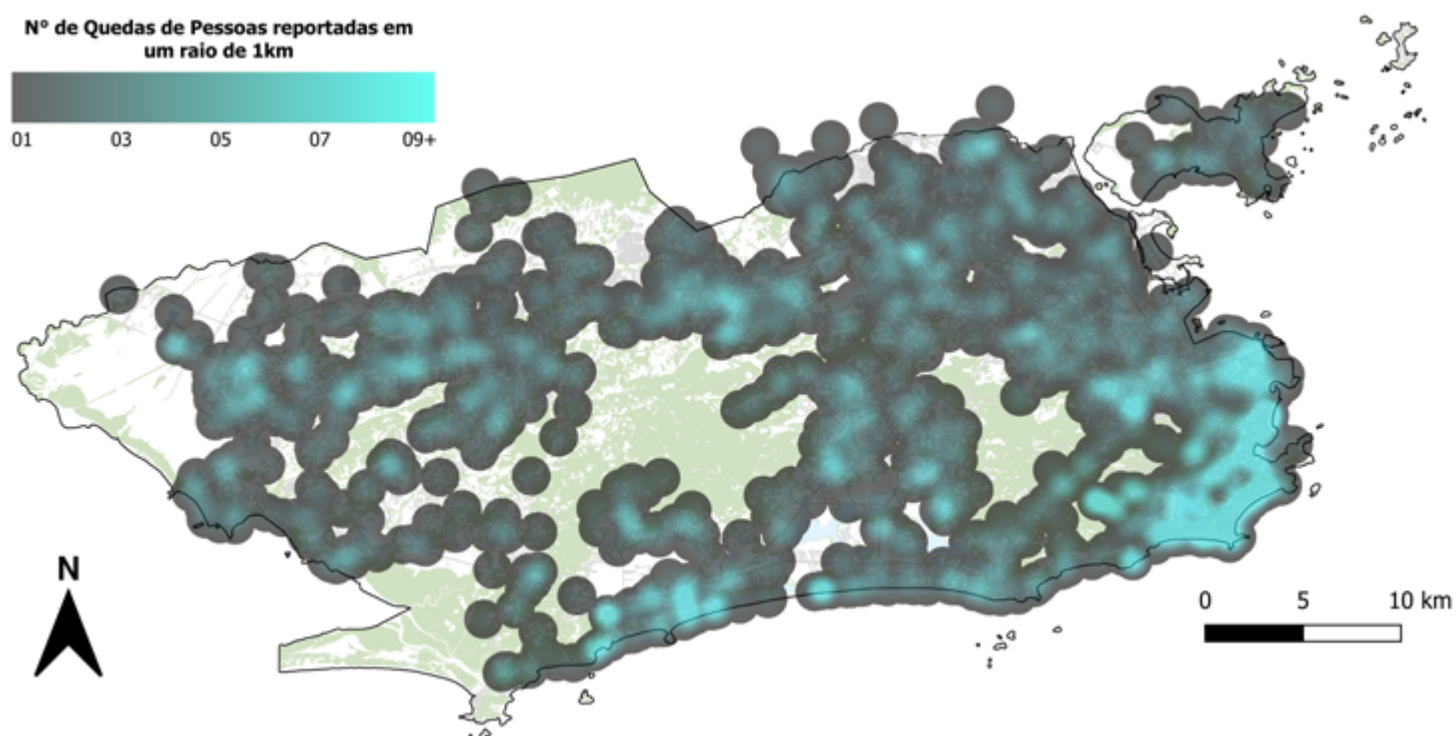 N° de Quedas de Pessoas reportadas em
um raio de 1km
01 03 05 07 09+
N
0 5 10 km